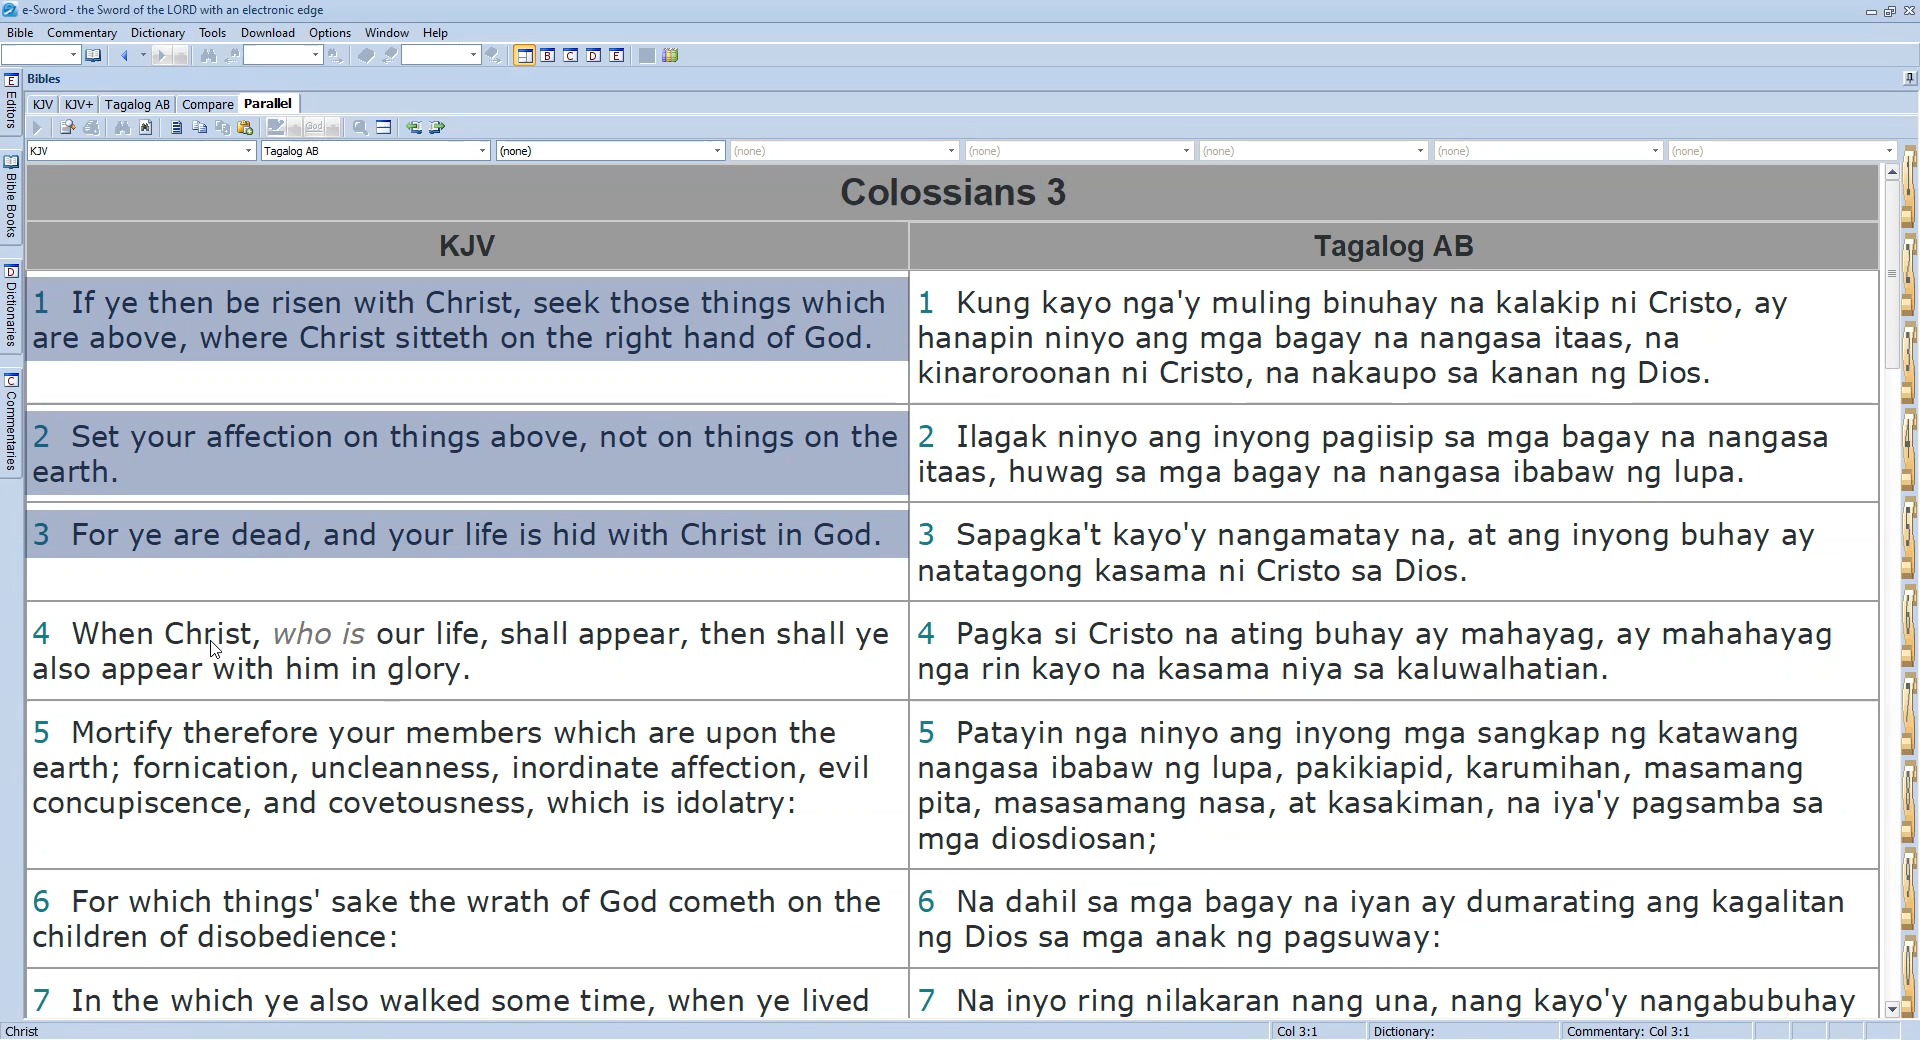 e-Sword - the Sword of the LORD with an electronic edge
Bible Commentary Dictionary Tools Download Options Window Help
B C D E
Bibles
E Editors
Bible Books
D Dictionaries
C Commentaries
KJV KJV+ Tagalog AB Compare Parallel
God
KJV Tagalog AB (none) (none) (none) (none) (none) (none)
Colossians 3
KJV
1 If ye then be risen with Christ, seek those things which
are above, where Christ sitteth on the right hand of God.
2 Set your affection on things above, not on things on the
earth.
3 For ye are dead, and your life is hid with Christ in God.
4 When Christ, who is our life, shall appear, then shall ye
also appear with him in glory.
5 Mortify therefore your members which are upon the
earth; fornication, uncleanness, inordinate affection, evil
concupiscence, and covetousness, which is idolatry:
6 For which things' sake the wrath of God cometh on the
children of disobedience:
7 In the which ye also walked some time, when ye lived
Tagalog AB
1 Kung kayo nga'y muling binuhay na kalakip ni Cristo, ay
hanapin ninyo ang mga bagay na nangasa itaas, na
kinaroroonan ni Cristo, na nakaupo sa kanan ng Dios.
2 Ilagak ninyo ang inyong pagiisip sa mga bagay na nangasa
itaas, huwag sa mga bagay na nangasa ibabaw ng lupa.
3 Sapagka't kayo'y nangamatay na, at ang inyong buhay ay
natatagong kasama ni Cristo sa Dios.
4 Pagka si Cristo na ating buhay ay mahayag, ay mahahayag
nga rin kayo na kasama niya sa kaluwalhatian.
5 Patayin nga ninyo ang inyong mga sangkap ng katawang
nangasa ibabaw ng lupa, pakikiapid, karumihan, masamang
pita, masasamang nasa, at kasakiman, na iya'y pagsamba sa
mga diosdiosan;
6 Na dahil sa mga bagay na iyan ay dumarating ang kagalitan
ng Dios sa mga anak ng pagsuway:
7 Na inyo ring nilakaran nang una, nang kayo'y nangabubuhay
Christ Col 3:1 Dictionary: Commentary: Col 3:1